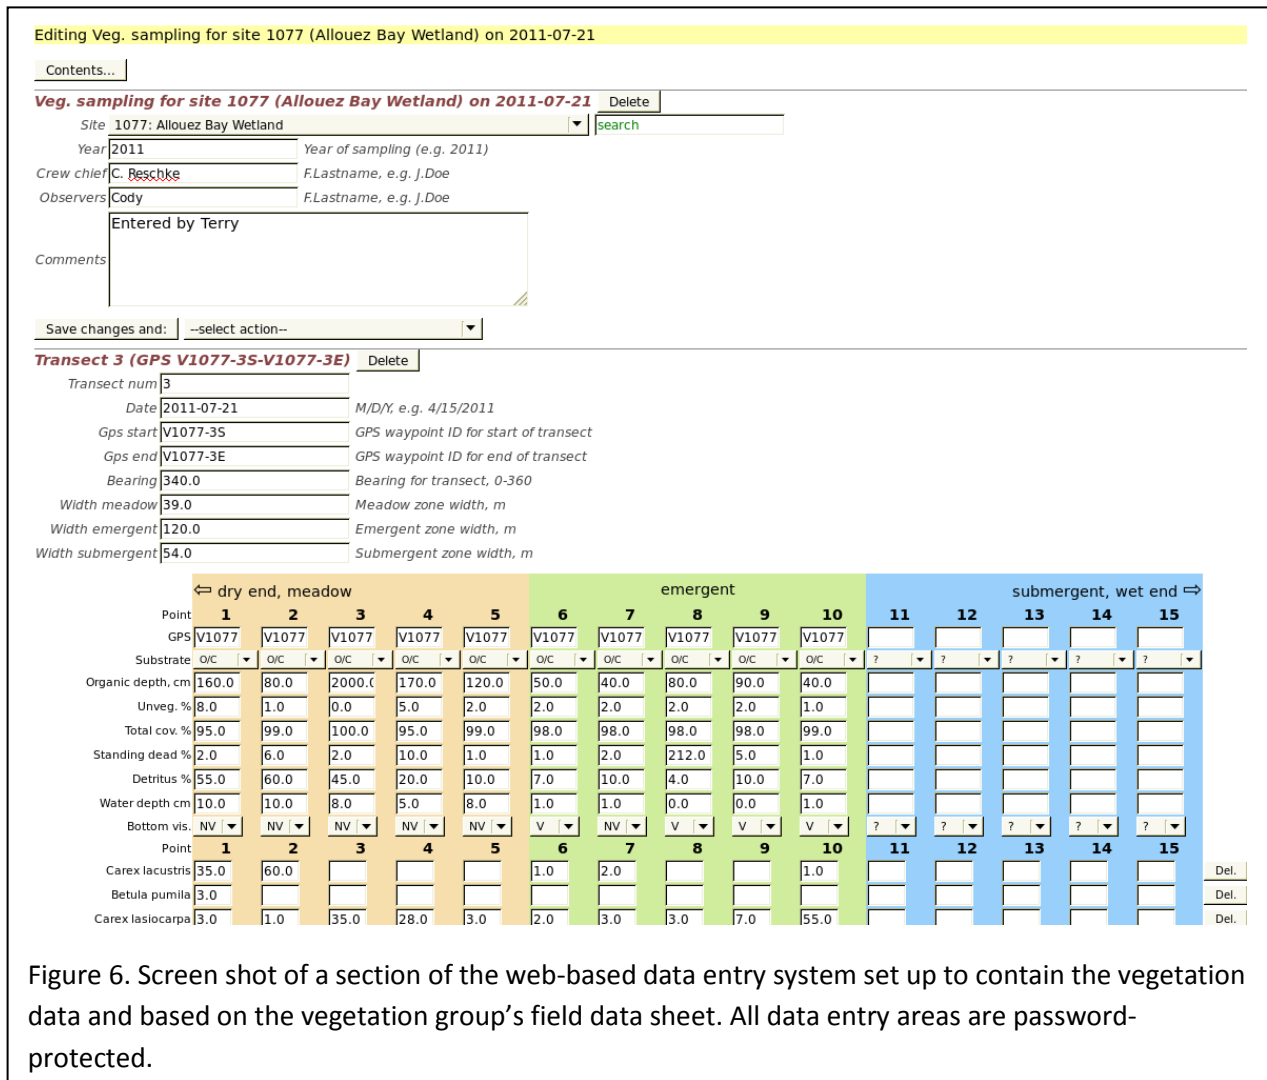 Editing Veg. sampling for site 1077 (Allouez Bay Wetland) on 2011-07-21
Contents...
Veg. sampling for site 1077 (Allouez Bay Wetland) on 2011-07-21 Delete
Site 1077: Allouez Bay Wetland search
Year 2011 Year of sampling (e.g. 2011)
Crew chief C. Reschke F.Lastname, e.g. J.Doe
Observers Cody F.Lastname, e.g. J.Doe
Comments Entered by Terry
Save changes and: --select action--
Transect 3 (GPS V1077-3S-V1077-3E) Delete
Transect num 3
Date 2011-07-21 M/D/Y, e.g. 4/15/2011
Gps start V1077-3S GPS waypoint ID for start of transect
Gps end V1077-3E GPS waypoint ID for end of transect
Bearing 340.0 Bearing for transect, 0-360
Width meadow 39.0 Meadow zone width, m
Width emergent 120.0 Emergent zone width, m
Width submergent 54.0 Submergent zone width, m
⇦ dry end, meadow emergent submergent, wet end ⇨
Point 1 2 3 4 5 6 7 8 9 10 11 12 13 14 15
GPS V1077 V1077 V1077 V1077 V1077 V1077 V1077 V1077 V1077 V1077
Substrate O/C O/C O/C O/C O/C O/C O/C O/C O/C O/C ? ? ? ? ?
Organic depth, cm 160.0 80.0 2000.0 170.0 120.0 50.0 40.0 80.0 90.0 40.0
Unveg. % 8.0 1.0 0.0 5.0 2.0 2.0 2.0 2.0 2.0 1.0
Total cov. % 95.0 99.0 100.0 95.0 99.0 98.0 98.0 98.0 98.0 99.0
Standing dead % 2.0 6.0 2.0 10.0 1.0 1.0 2.0 212.0 5.0 1.0
Detritus % 55.0 60.0 45.0 20.0 10.0 7.0 10.0 4.0 10.0 7.0
Water depth cm 10.0 10.0 8.0 5.0 8.0 1.0 1.0 0.0 0.0 1.0
Bottom vis. NV NV NV NV NV V NV V V V ? ? ? ? ?
Point 1 2 3 4 5 6 7 8 9 10 11 12 13 14 15
Carex lacustris 35.0 60.0 1.0 2.0 1.0 Del.
Betula pumila 3.0 Del.
Carex lasiocarpa 3.0 1.0 35.0 28.0 3.0 2.0 3.0 3.0 7.0 55.0 Del.
Figure 6. Screen shot of a section of the web-based data entry system set up to contain the vegetation
data and based on the vegetation group's field data sheet. All data entry areas are password-
protected.